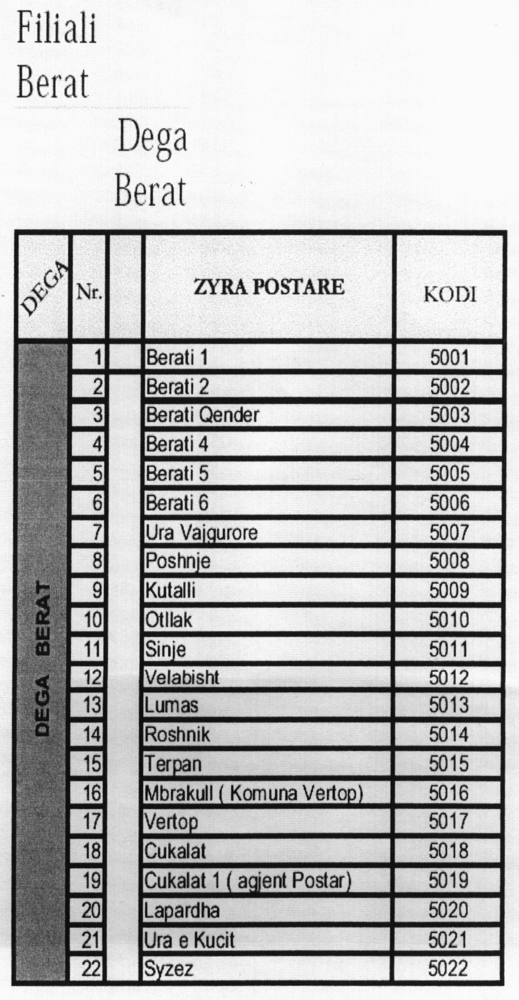 Filiali
Berat
Dega
Berat
DEGA Nr. ZYRA POSTARE KODI
DEGA BERAT
1 Berati 1 5001
2 Berati 2 5002
3 Berati Qender 5003
4 Berati 4 5004
5 Berati 5 5005
6 Berati 6 5006
7 Ura Vajgurore 5007
8 Poshnje 5008
9 Kutalli 5009
10 Otllak 5010
11 Sinje 5011
12 Velabisht 5012
13 Lumas 5013
14 Roshnik 5014
15 Terpan 5015
16 Mbrakull ( Komuna Vertop) 5016
17 Vertop 5017
18 Cukalat 5018
19 Cukalat 1 ( agjent Postar) 5019
20 Lapardha 5020
21 Ura e Kucit 5021
22 Syzez 5022